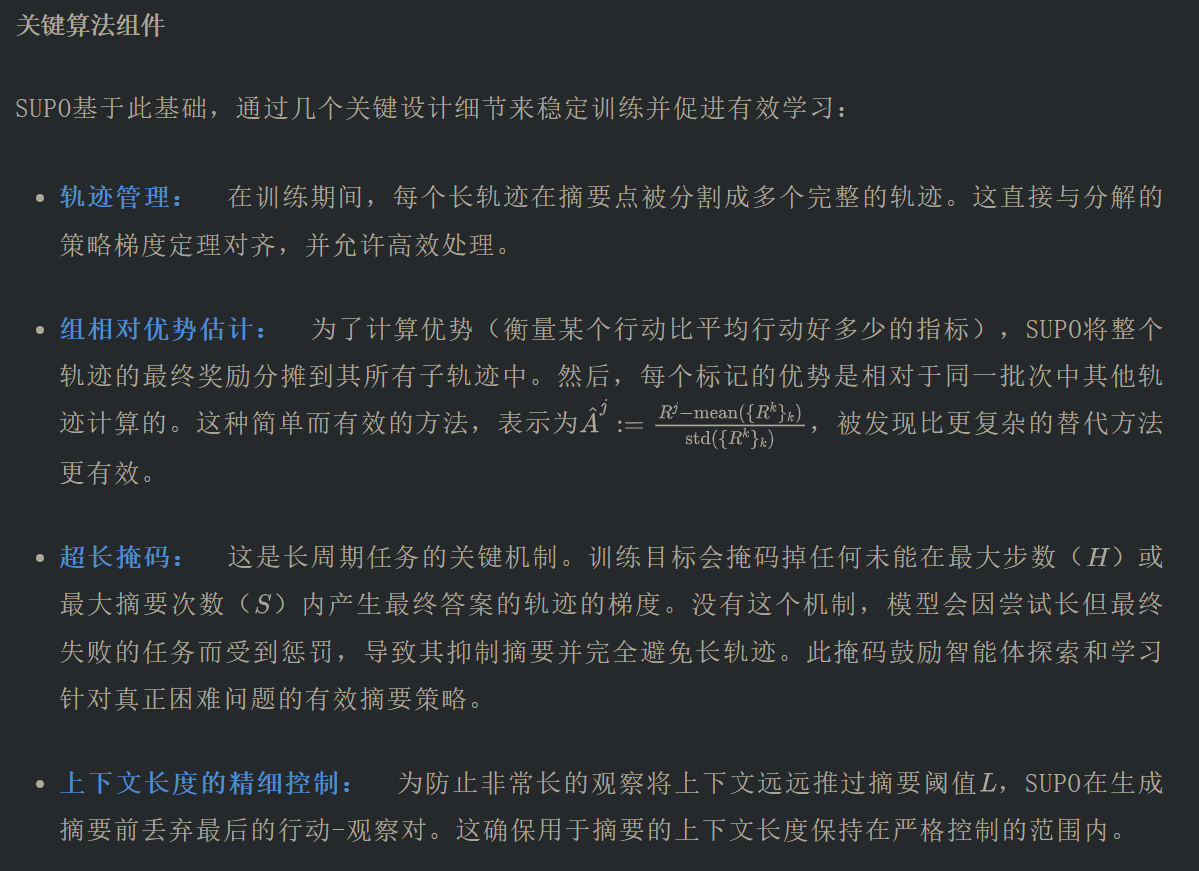 关键算法组件
SUPO基于此基础，通过几个关键设计细节来稳定训练并促进有效学习：
• 轨迹管理： 在训练期间，每个长轨迹在摘要点被分割成多个完整的轨迹。这直接与分解的
策略梯度定理对齐，并允许高效处理。
• 组相对优势估计： 为了计算优势（衡量某个行动比平均行动好多少的指标），SUPO将整个
轨迹的最终奖励分摊到其所有子轨迹中。然后，每个标记的优势是相对于同一批次中其他轨
迹计算的。这种简单而有效的方法，表示为$\hat{A}^j := \frac{R^j - \text{mean}(\{R^k\}_k)}{\text{std}(\{R^k\}_k)}$，被发现比更复杂的替代方法
更有效。
• 超长掩码： 这是长周期任务的关键机制。训练目标会掩码掉任何未能在最大步数（H）或
最大摘要次数（S）内产生最终答案的轨迹的梯度。没有这个机制，模型会因尝试长但最终
失败的任务而受到惩罚，导致其抑制摘要并完全避免长轨迹。此掩码鼓励智能体探索和学习
针对真正困难问题的有效摘要策略。
• 上下文长度的精细控制： 为防止非常长的观察将上下文远远推过摘要阈值L，SUPO在生成
摘要前丢弃最后的行动-观察对。这确保用于摘要的上下文长度保持在严格控制的范围内。